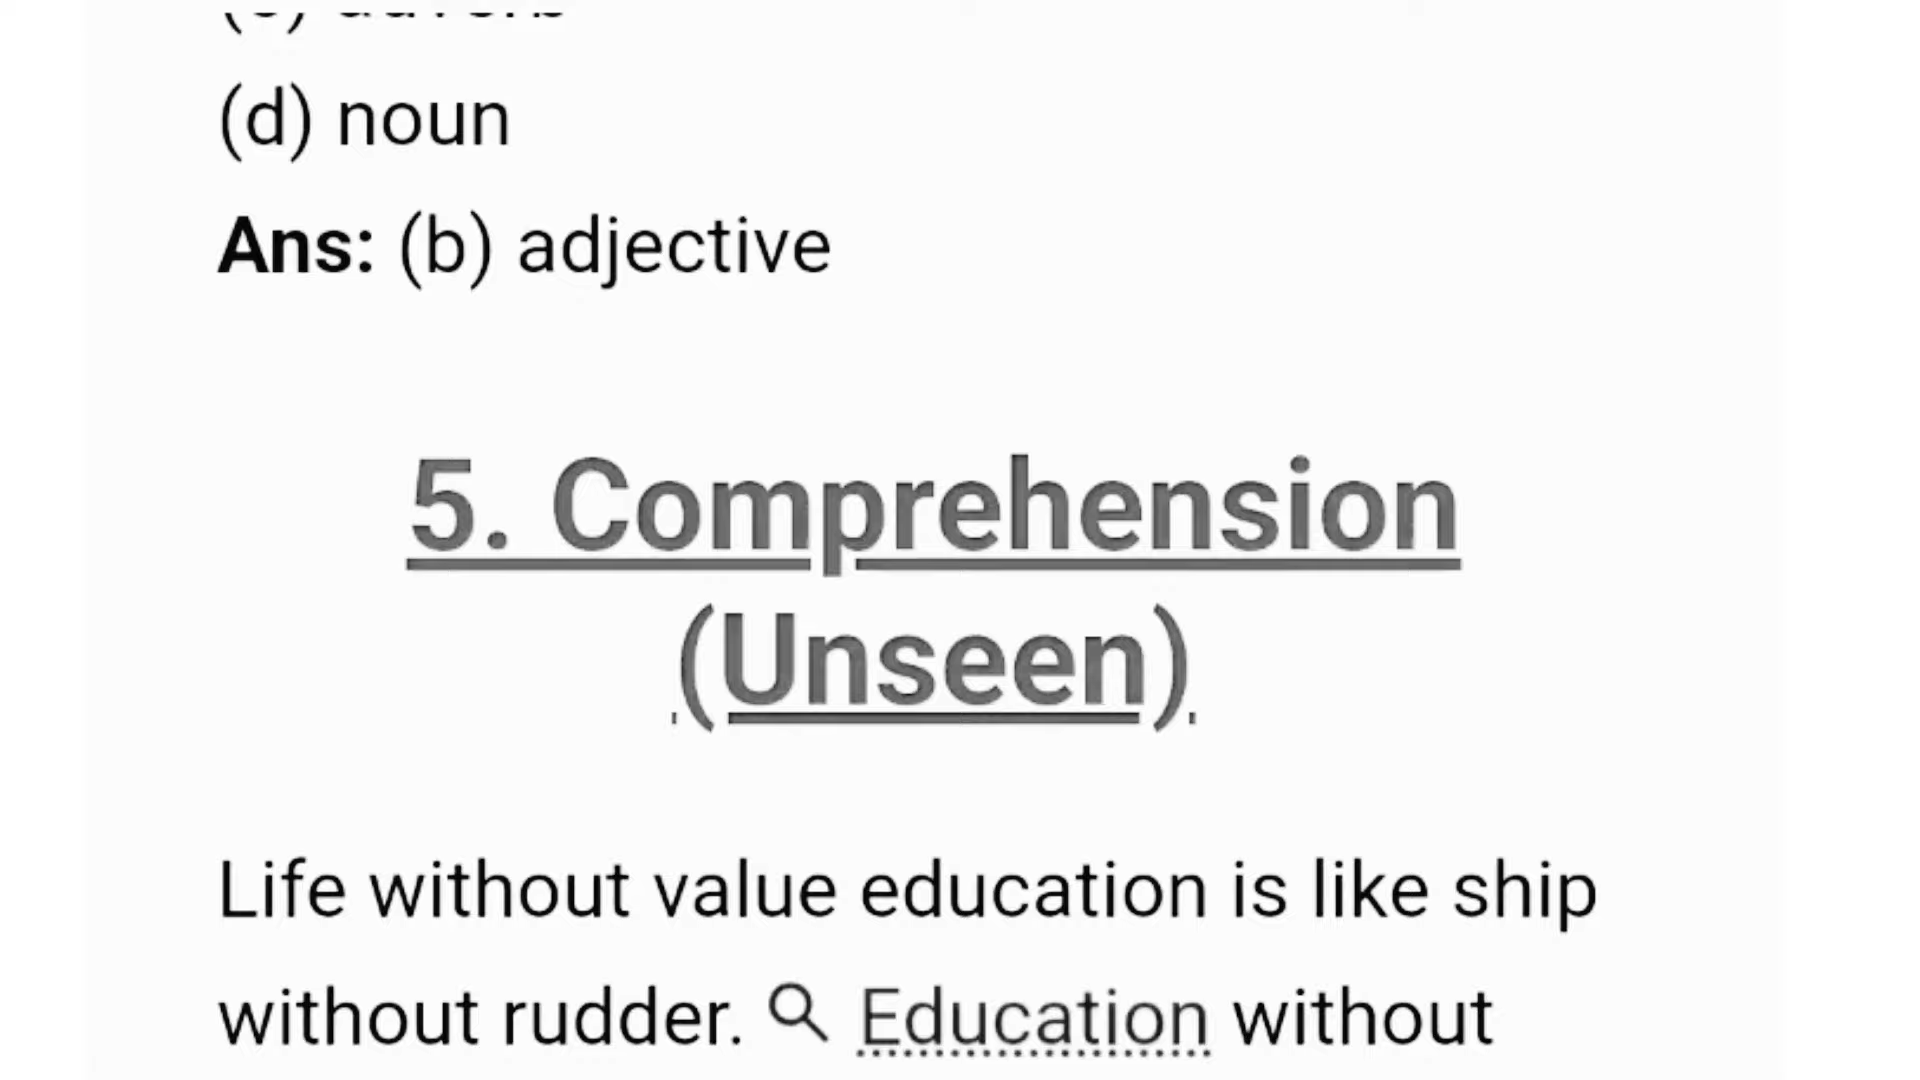 (d) noun
Ans: (b) adjective
5. Comprehension
(Unseen)
Life without value education is like ship
without rudder. Education without